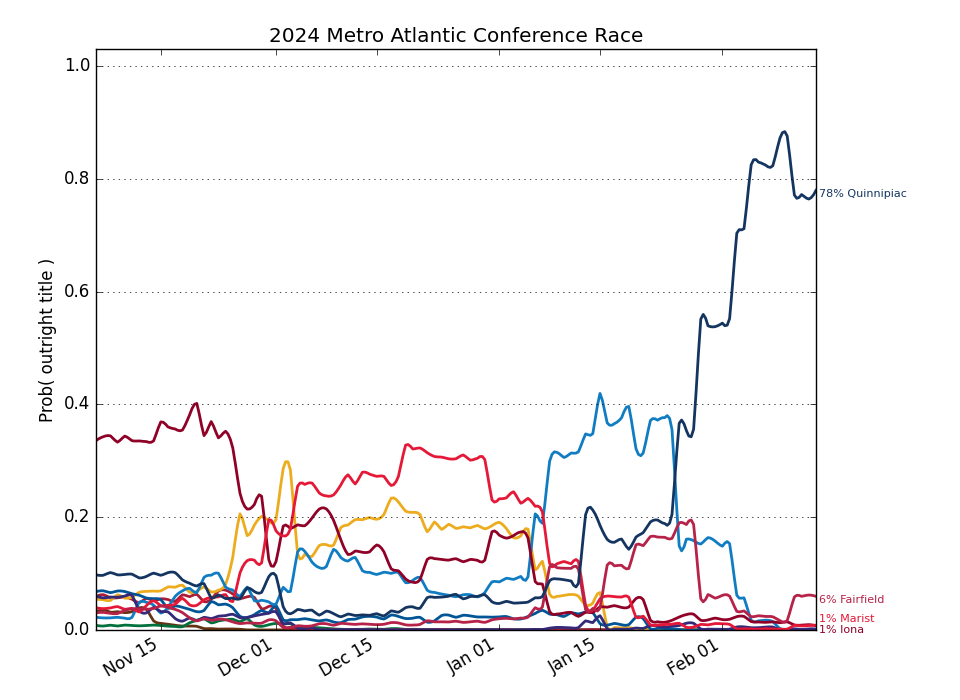 2024 Metro Atlantic Conference Race
Prob( outright title )
1.0
0.8
0.6
0.4
0.2
0.0
78% Quinnipiac
6% Fairfield
1% Marist
1% Iona
Nov 15
Dec 01
Dec 15
Jan 01
Jan 15
Feb 01